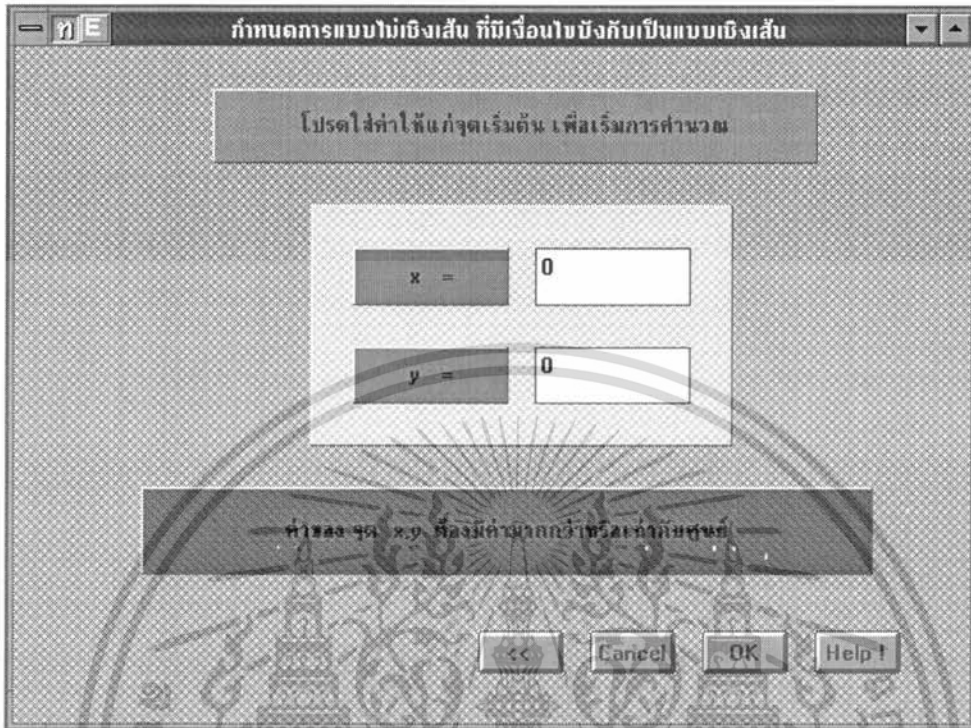 ท E กำหนดการแบบไม่เชิงเส้น ที่มีเงื่อนไขบังคับเป็นแบบเชิงเส้น
โปรดใส่ค่าให้แก่จุดเริ่มต้น เพื่อเริ่มการคำนวณ
x = 0
y = 0
ค่าของ จุด x,y ต้องมีค่ามากกว่าหรือเท่ากับศูนย์
<< Cancel OK Help !